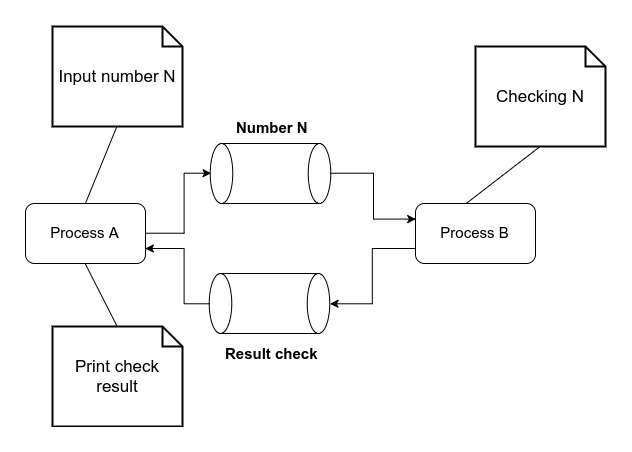 Input number N
Checking N
Number N
Process A
Process B
Result check
Print check
result